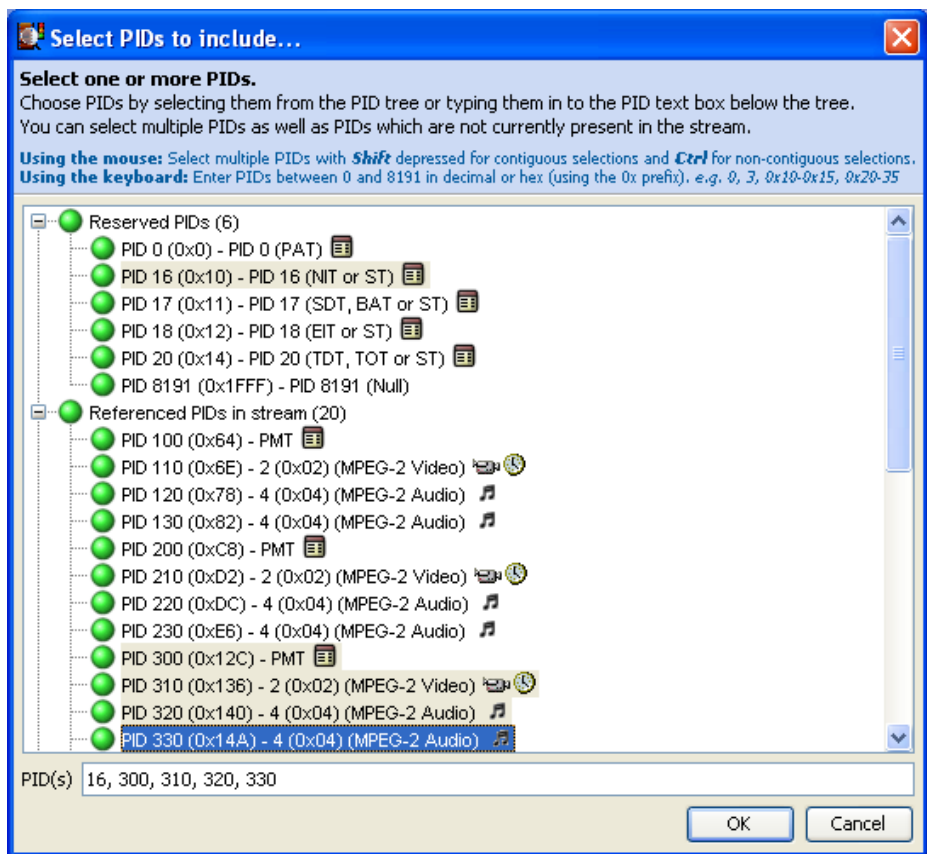 Select PIDs to include...
Select one or more PIDs.
Choose PIDs by selecting them from the PID tree or typing them in to the PID text box below the tree.
You can select multiple PIDs as well as PIDs which are not currently present in the stream.
Using the mouse: Select multiple PIDs with Shift depressed for contiguous selections and Ctrl for non-contiguous selections.
Using the keyboard: Enter PIDs between 0 and 8191 in decimal or hex (using the 0x prefix). e.g. 0, 3, 0x10-0x15, 0x20-35
Reserved PIDs (6)
PID 0 (0x0) - PID 0 (PAT)
PID 16 (0x10) - PID 16 (NIT or ST)
PID 17 (0x11) - PID 17 (SDT, BAT or ST)
PID 18 (0x12) - PID 18 (EIT or ST)
PID 20 (0x14) - PID 20 (TDT, TOT or ST)
PID 8191 (0x1FFF) - PID 8191 (Null)
Referenced PIDs in stream (20)
PID 100 (0x64) - PMT
PID 110 (0x6E) - 2 (0x02) (MPEG-2 Video)
PID 120 (0x78) - 4 (0x04) (MPEG-2 Audio)
PID 130 (0x82) - 4 (0x04) (MPEG-2 Audio)
PID 200 (0xC8) - PMT
PID 210 (0xD2) - 2 (0x02) (MPEG-2 Video)
PID 220 (0xDC) - 4 (0x04) (MPEG-2 Audio)
PID 230 (0xE6) - 4 (0x04) (MPEG-2 Audio)
PID 300 (0x12C) - PMT
PID 310 (0x136) - 2 (0x02) (MPEG-2 Video)
PID 320 (0x140) - 4 (0x04) (MPEG-2 Audio)
PID 330 (0x14A) - 4 (0x04) (MPEG-2 Audio)
PID(s) 16, 300, 310, 320, 330
OK Cancel